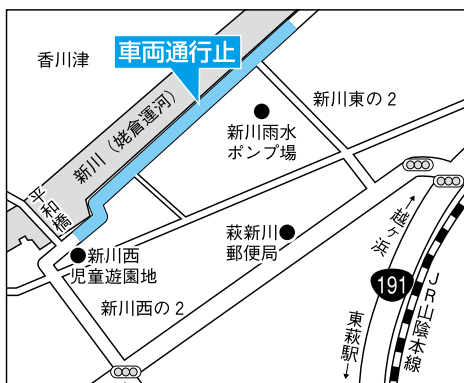 香川津
車両通行止
新川東の2
新川（姥倉運河）
新川雨水
ポンプ場
平和橋
越ヶ浜
新川西
児童遊園地
萩新川
郵便局
191
JR山陰本線
新川西の2
東萩駅